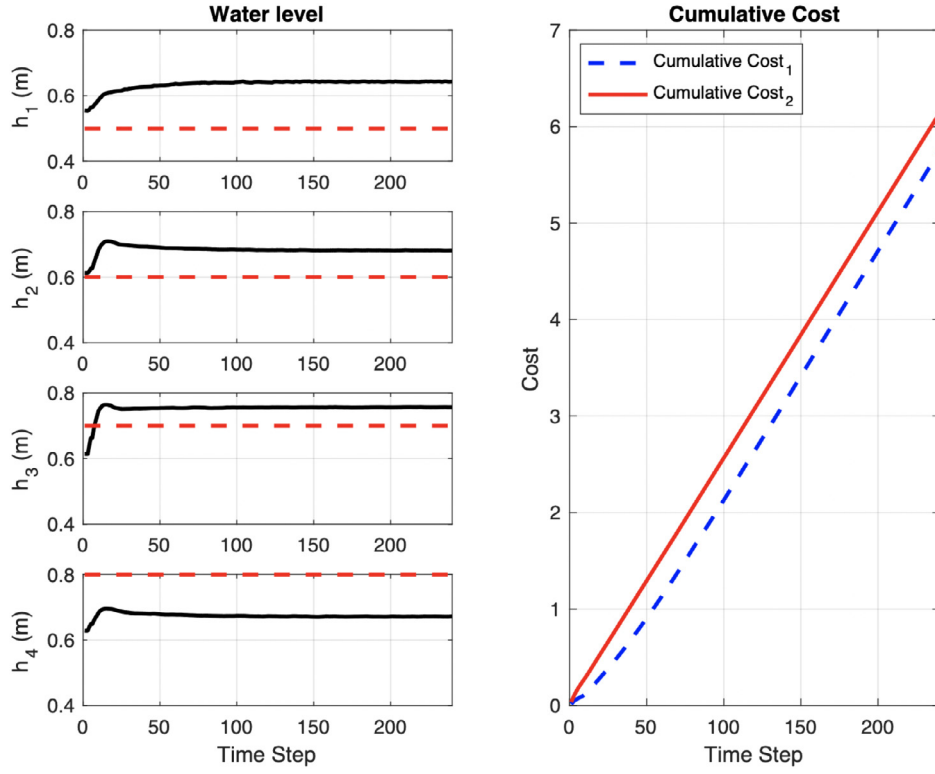 Water level
0.8
0.6
0.4
h1 (m)
0 50 100 150 200
0.8
0.6
0.4
h2 (m)
0 50 100 150 200
0.8
0.6
0.4
h3 (m)
0 50 100 150 200
0.8
0.6
0.4
h4 (m)
0 50 100 150 200
Time Step
Cumulative Cost
7
6
5
4
3
2
1
0
Cost
Cumulative Cost1
Cumulative Cost2
0 50 100 150 200
Time Step